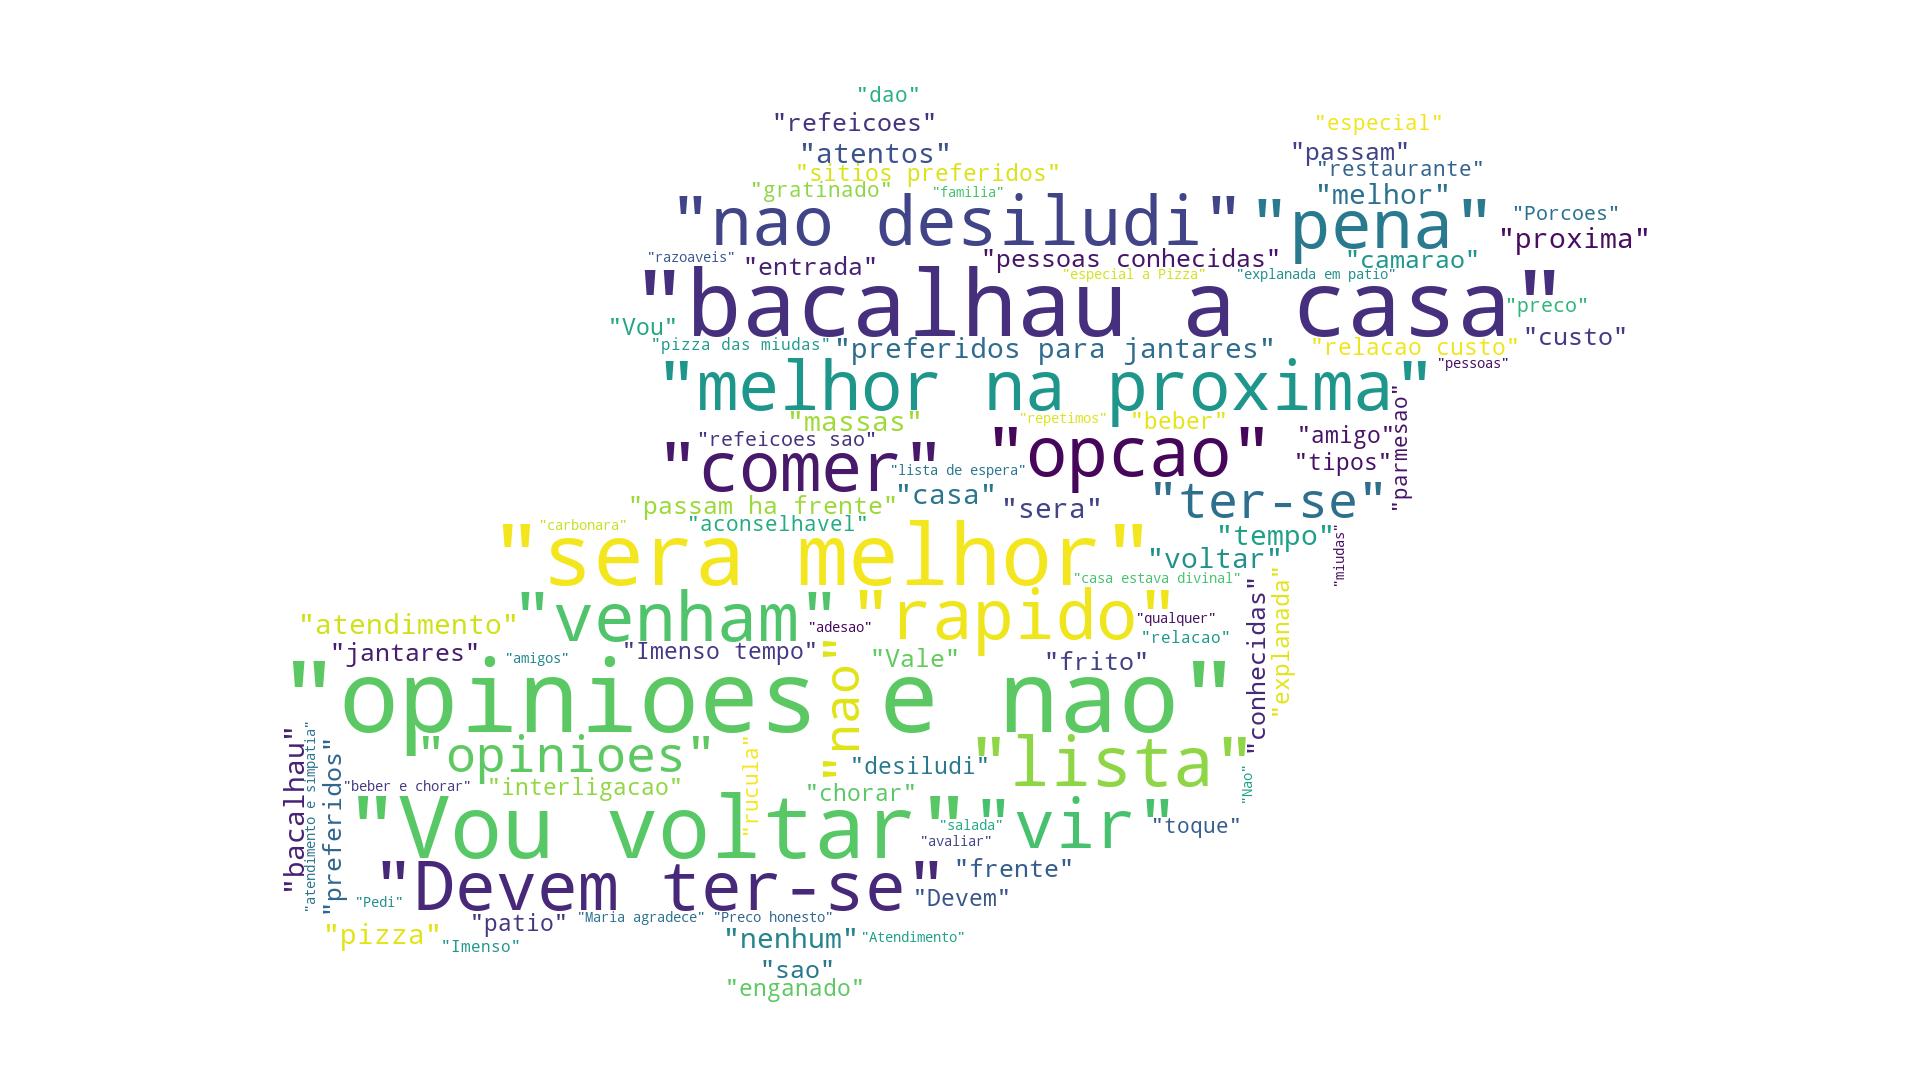 "dao"
"refeicoes"
"especial"
"atentos"
"passam"
"sitios preferidos"
"restaurante"
"gratinado"
"familia"
"melhor"
"nao desiludi"
"pena"
"Porcoes"
"proxima"
"razoaveis"
"entrada"
"pessoas conhecidas"
"camarao"
"especial a Pizza"
"explanada em patio"
"bacalhau a casa"
"preco"
"Vou"
"custo"
"pizza das miudas"
"preferidos para jantares"
"relacao custo"
"pessoas"
"melhor na proxima"
"massas"
"repetimos"
"beber"
"parmesao"
"refeicoes sao"
"comer"
"opcao"
"amigo"
"tipos"
"lista de espera"
"casa"
"sera"
"ter-se"
"passam ha frente"
"carbonara"
"aconselhavel"
"tempo"
"miudas"
"sera melhor"
"voltar"
"casa estava divinal"
"venham"
"rapido"
"atendimento"
"adesao"
"qualquer"
"relacao"
"conhecidas"
"explanada"
"jantares"
"amigos"
"Imenso tempo"
"nao"
"Vale"
"frito"
"opinioes e nao"
"bacalhau"
"atendimento e simpatia"
"preferidos"
"opinioes"
"rucula"
"desiludi"
"lista"
"Nao"
"beber e chorar"
"interligacao"
"chorar"
"Vou voltar"
"salada"
"avaliar"
"vir"
"toque"
"Devem ter-se"
"frente"
"Devem"
"Pedi"
"patio"
"Maria agradece"
"Preco honesto"
"pizza"
"Imenso"
"nenhum"
"Atendimento"
"sao"
"enganado"